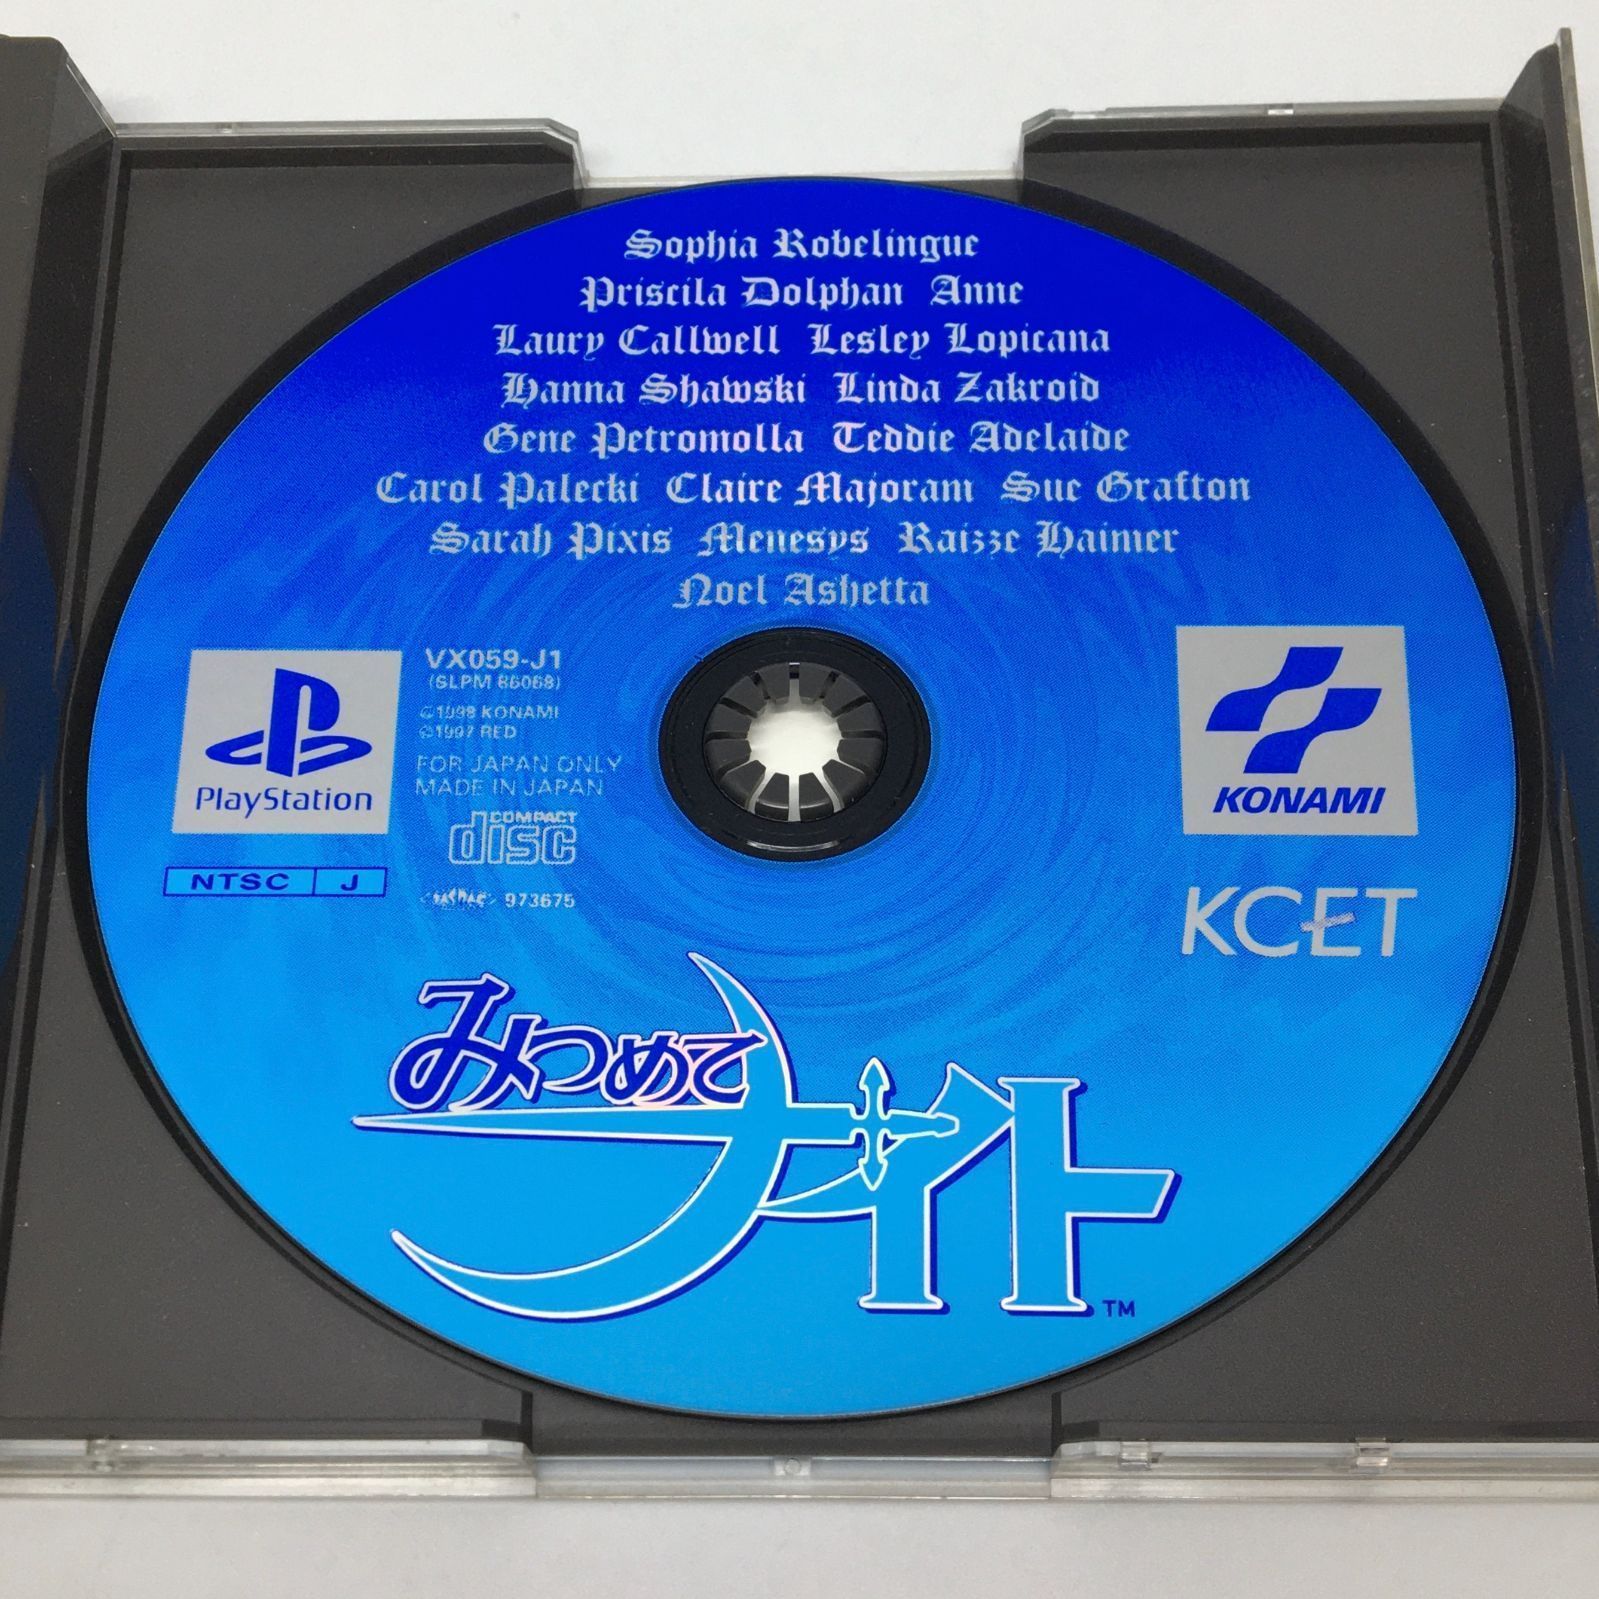 Sophia Robelingue
Priscila Dolphan Anne
Laury Callwell Lesley Lopicana
Hanna Shawski Linda Zakroid
Gene Petromolla Teddie Adelaide
Carol Palecki Claire Majoram Sue Grafton
Sarah Pixis Menesys Raizze Haimer
Noel Ashetta
PlayStation
NTSC J
VX059-J1
(SLPM 86068)
©1998 KONAMI
©1997 RED
FOR JAPAN ONLY
MADE IN JAPAN
COMPACT
disc
973675
KONAMI
KCET
みつめて
ナイト
TM